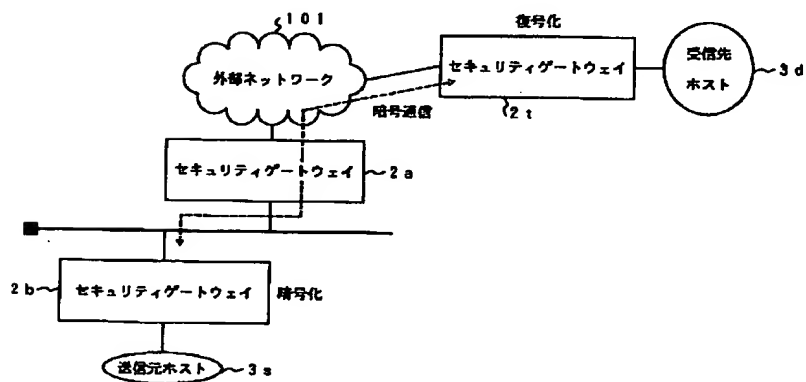 101
外部ネットワーク
復号化
セキュリティゲートウェイ
2t
受信先
ホスト
3d
暗号通信
セキュリティゲートウェイ
2a
2b
セキュリティゲートウェイ
暗号化
送信元ホスト
3s